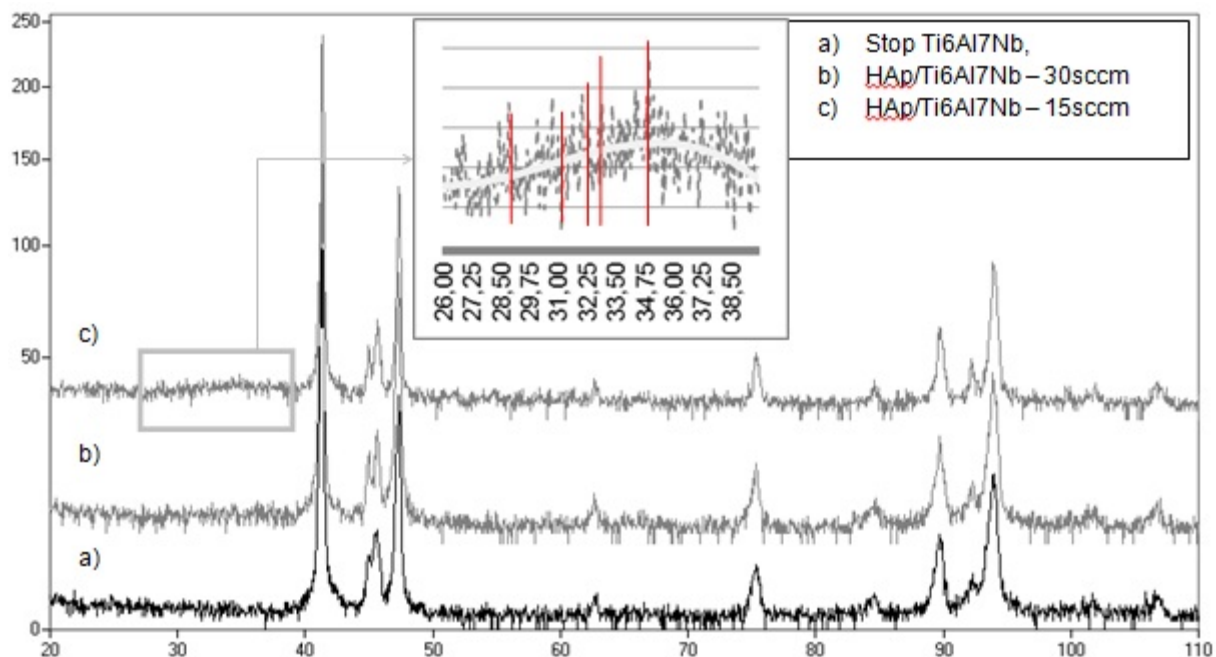 250
200
150
100
50
0
20 30 40 50 60 70 80 90 100 110
a) Stop Ti6Al7Nb,
b) HAp/Ti6Al7Nb – 30sccm
c) HAp/Ti6Al7Nb – 15sccm
26,00
27,25
28,50
29,75
31,00
32,25
33,50
34,75
36,00
37,25
38,50
c)
b)
a)